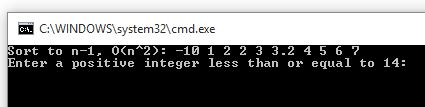 C:\WINDOWS\system32\cmd.exe
Sort to n-1, O(n^2): -10 1 2 2 3 3.2 4 5 6 7
Enter a positive integer less than or equal to 14: